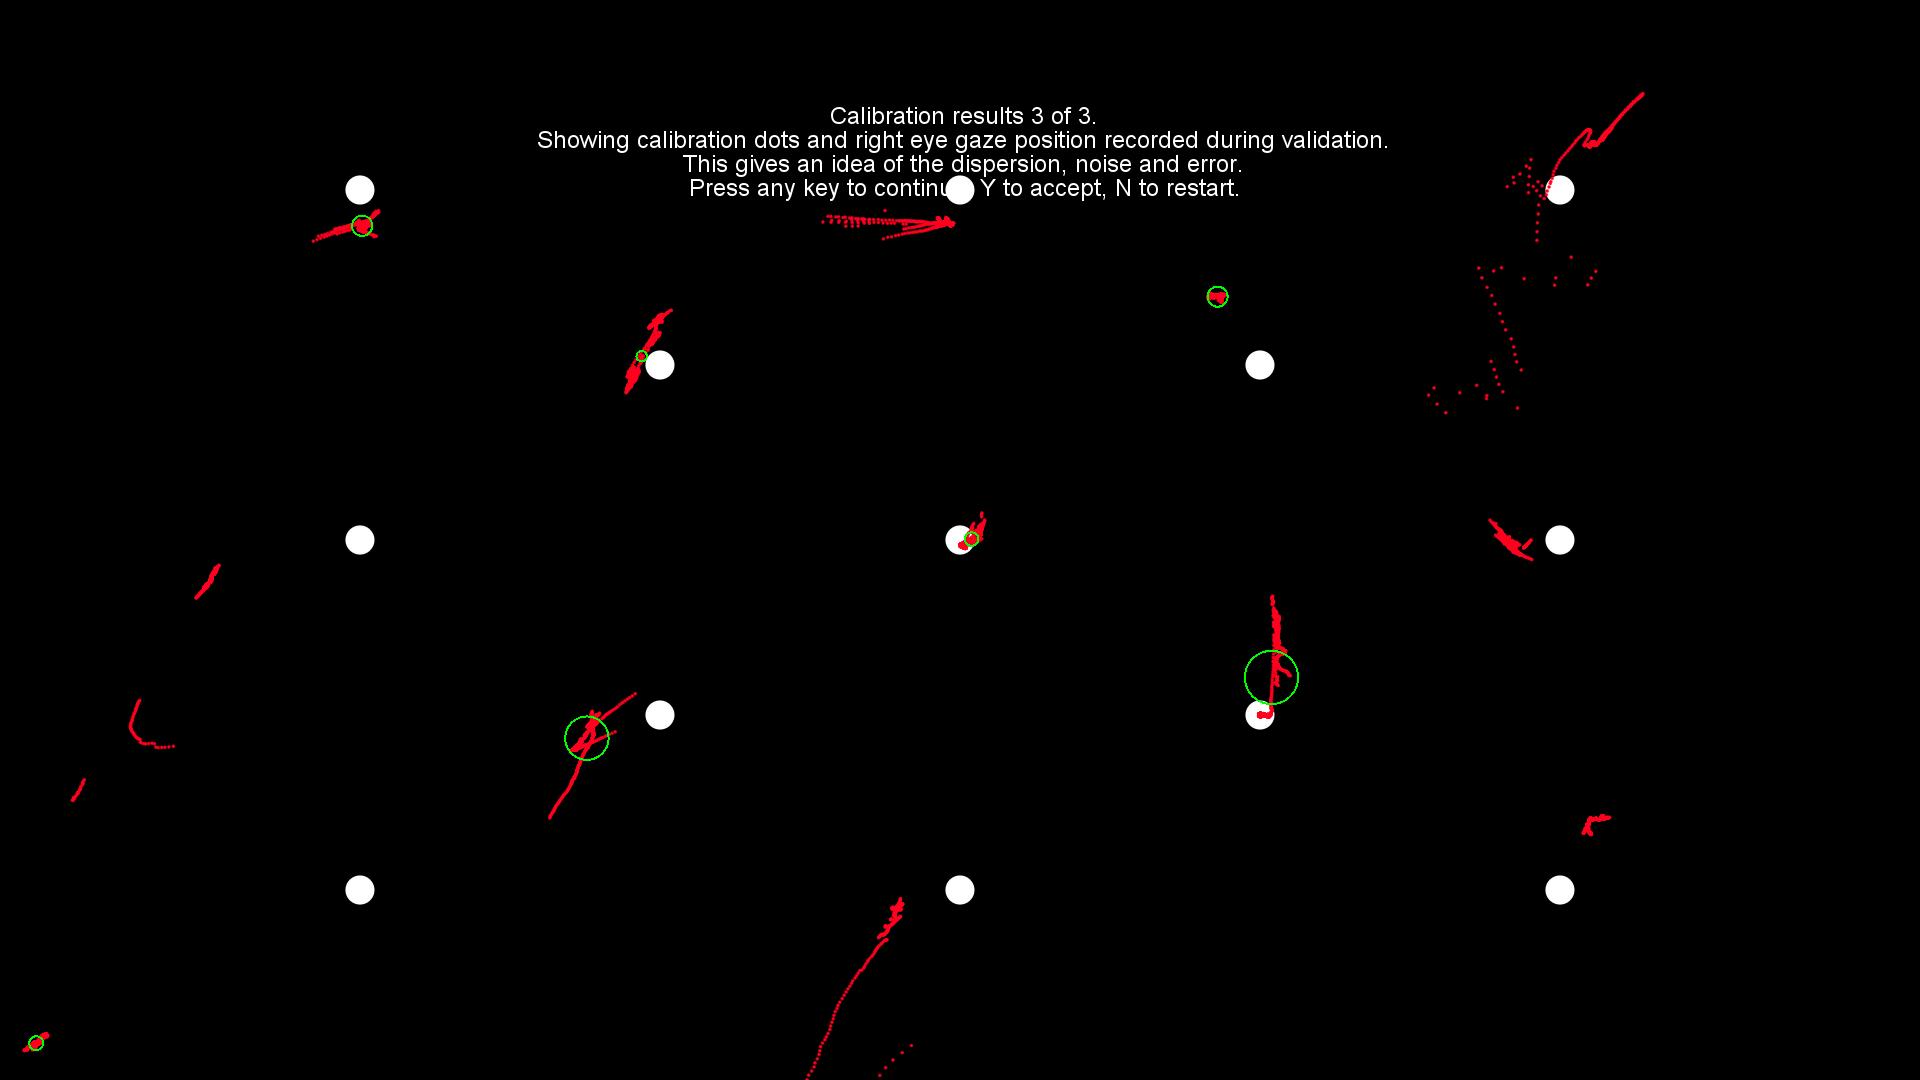 Calibration results 3 of 3.
Showing calibration dots and right eye gaze position recorded during validation.
This gives an idea of the dispersion, noise and error.
Press any key to continu Y to accept, N to restart.